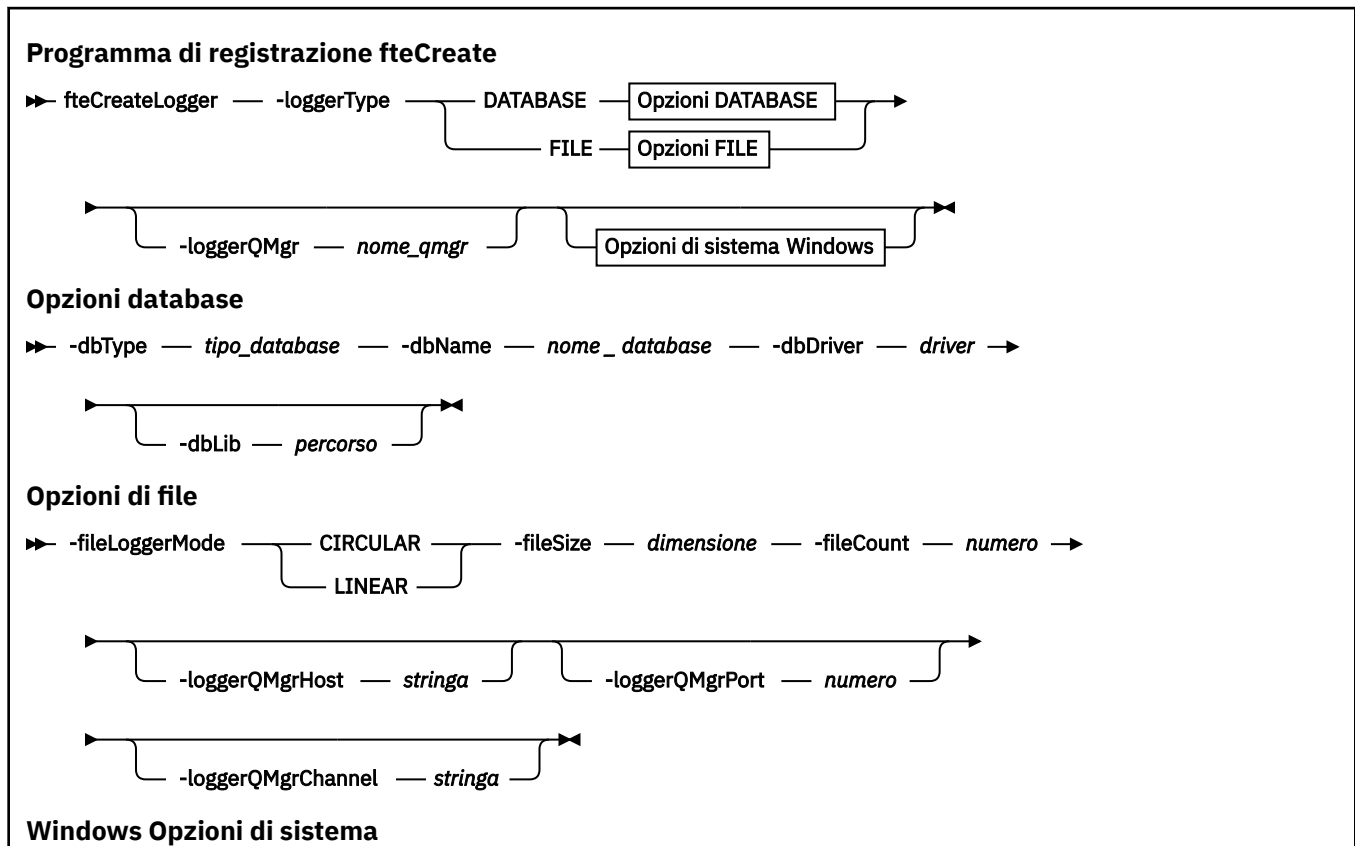 Programma di registrazione fteCreate
fteCreateLogger -loggerType DATABASE Opzioni DATABASE
FILE Opzioni FILE
-loggerQMgr nome_qmgr Opzioni di sistema Windows
Opzioni database
-dbType tipo_database -dbName nome _ database -dbDriver driver
-dbLib percorso
Opzioni di file
-fileLoggerMode CIRCULAR -fileSize dimensione -fileCount numero
LINEAR
-loggerQMgrHost stringa -loggerQMgrPort numero
-loggerQMgrChannel stringa
Windows Opzioni di sistema